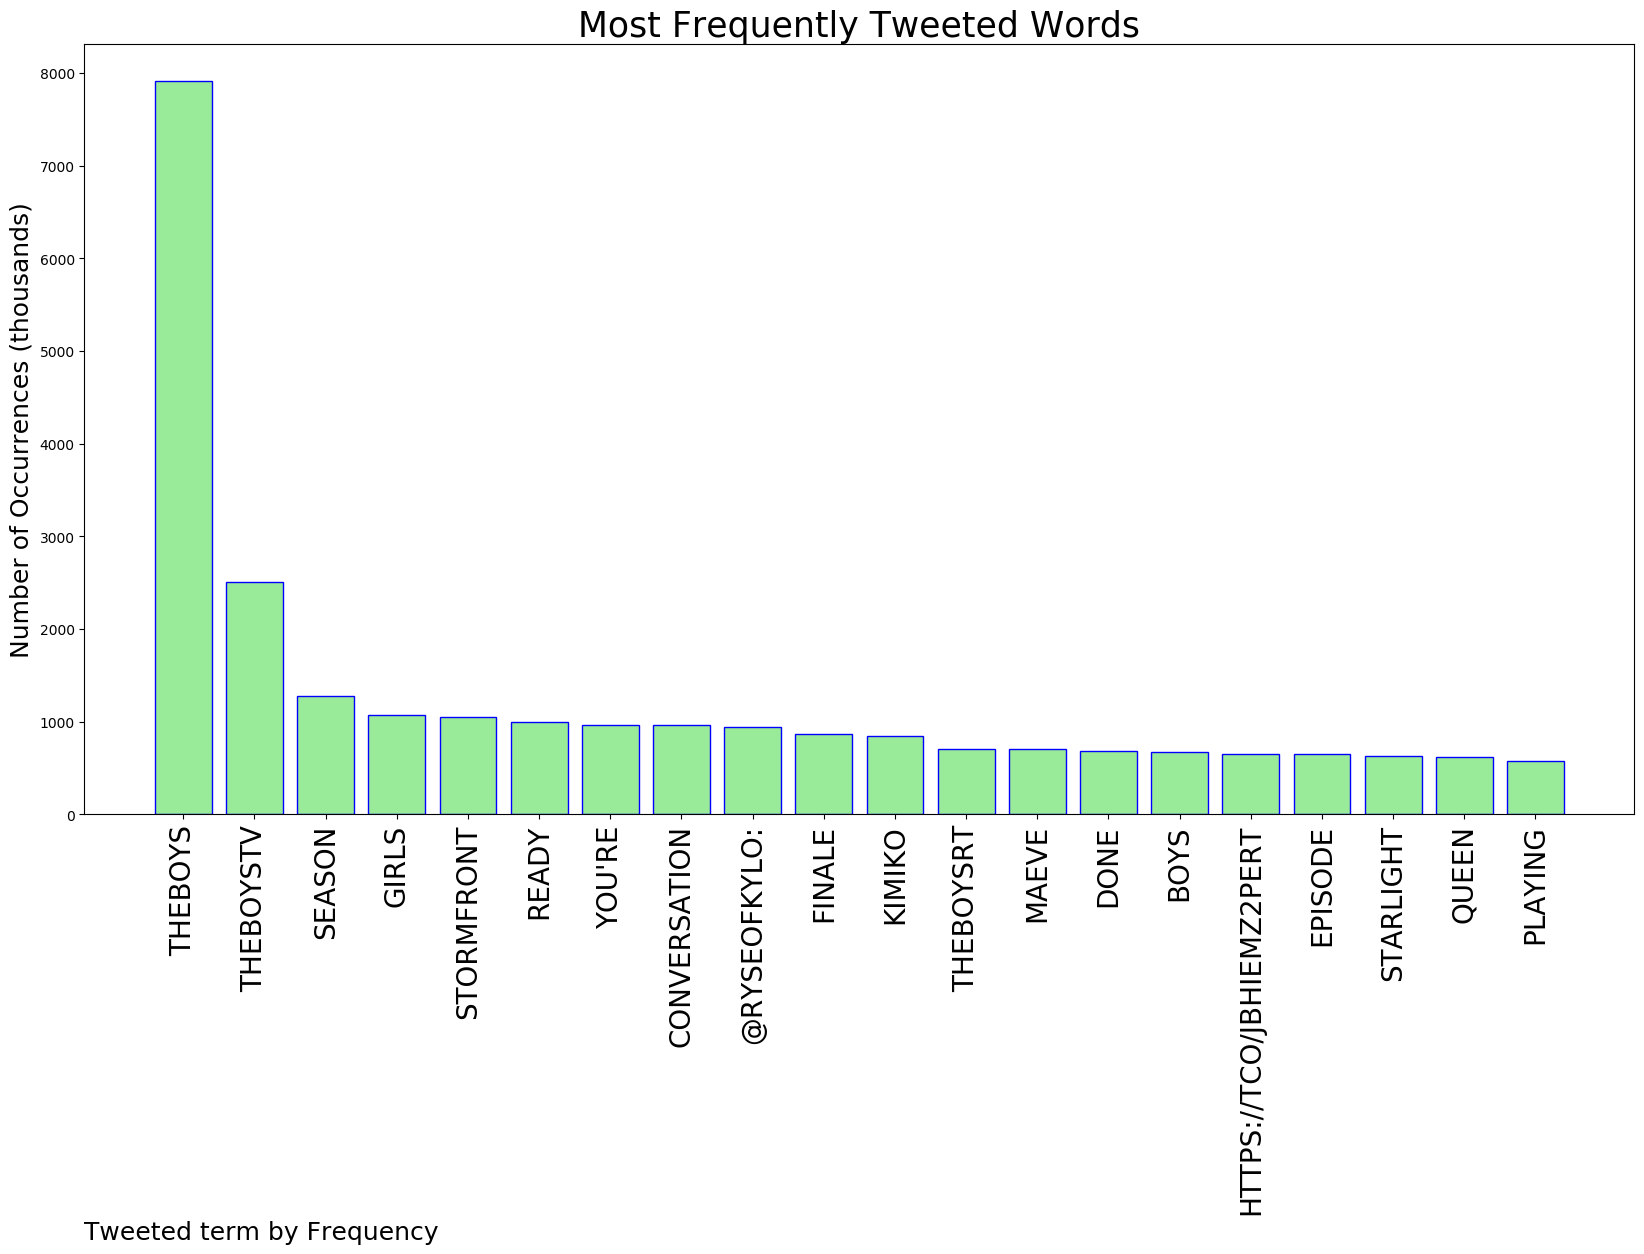 Most Frequently Tweeted Words
Number of Occurrences (thousands)
8000
7000
6000
5000
4000
3000
2000
1000
0
THEBOYS
THEBOYSTV
SEASON
GIRLS
STORMFRONT
READY
YOU'RE
CONVERSATION
@RYSEOFKYLO:
FINALE
KIMIKO
THEBOYSRT
MAEVE
DONE
BOYS
HTTPS://TCO/JBHIEMZ2PERT
EPISODE
STARLIGHT
QUEEN
PLAYING
Tweeted term by Frequency